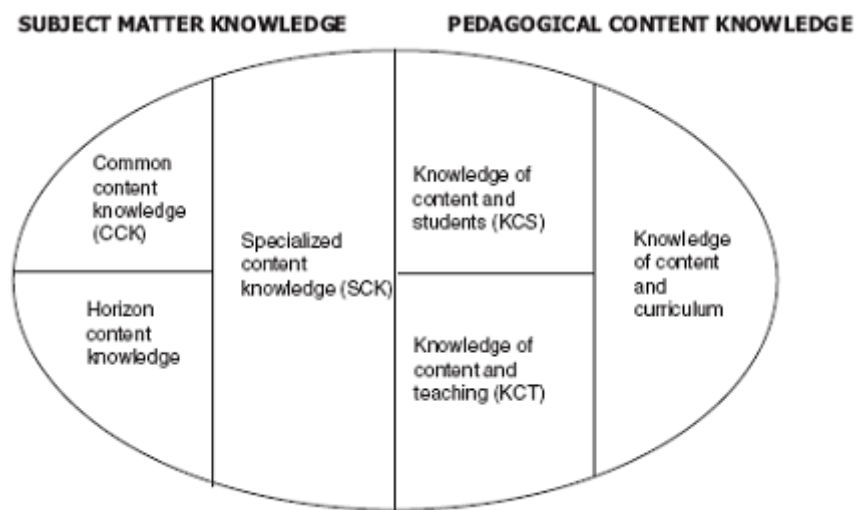 SUBJECT MATTER KNOWLEDGE
PEDAGOGICAL CONTENT KNOWLEDGE
Common
content
knowledge
(CCK)
Horizon
content
knowledge
Specialized
content
knowledge (SCK)
Knowledge of
content and
students (KCS)
Knowledge of
content and
teaching (KCT)
Knowledge
of content
and
curriculum